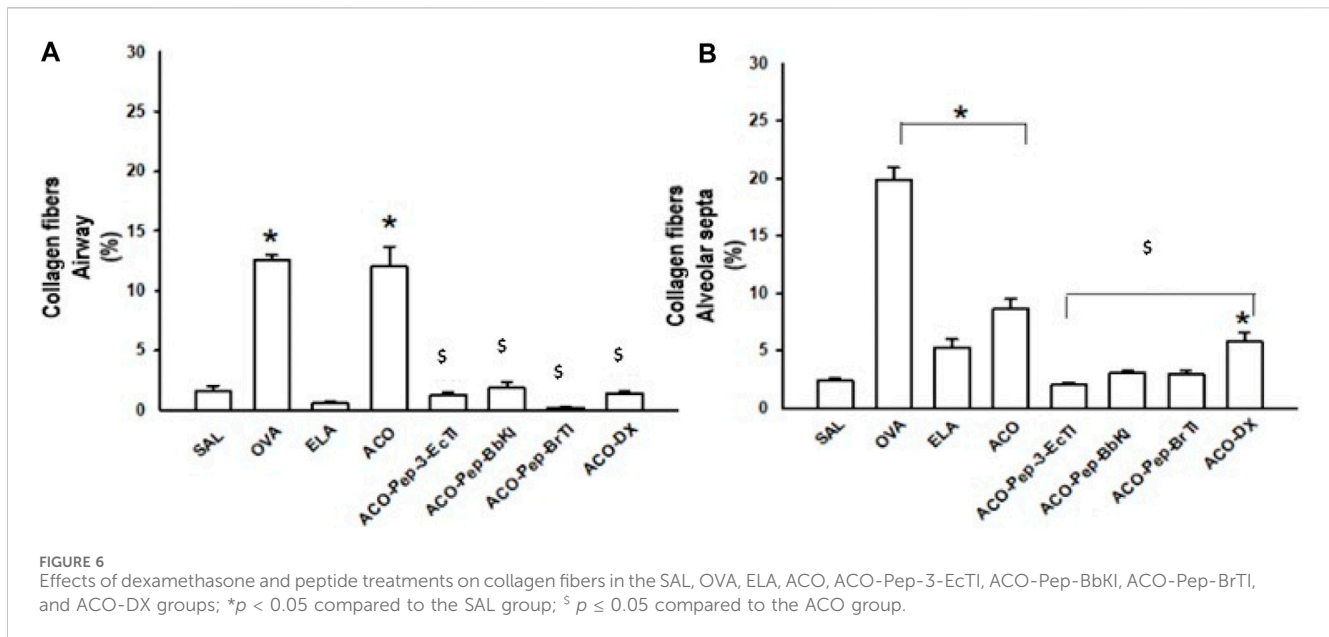 A
Collagen fibers
Airway
(%)
30
25
20
15
10
5
0
*
*
$
$
$
$
SAL
OVA
ELA
ACO
ACO-Pep-3-EcTI
ACO-Pep-BbKI
ACO-Pep-BrTI
ACO-DX
B
Collagen fibers
Alveolar septa
(%)
30
25
20
15
10
5
0
*
$
*
SAL
OVA
ELA
ACO
ACO-Pep-3-EcTI
ACO-Pep-BbKI
ACO-Pep-BrTI
ACO-DX
FIGURE 6
Effects of dexamethasone and peptide treatments on collagen fibers in the SAL, OVA, ELA, ACO, ACO-Pep-3-EcTI, ACO-Pep-BbKI, ACO-Pep-BrTI,
and ACO-DX groups; *p < 0.05 compared to the SAL group; $ p ≤ 0.05 compared to the ACO group.